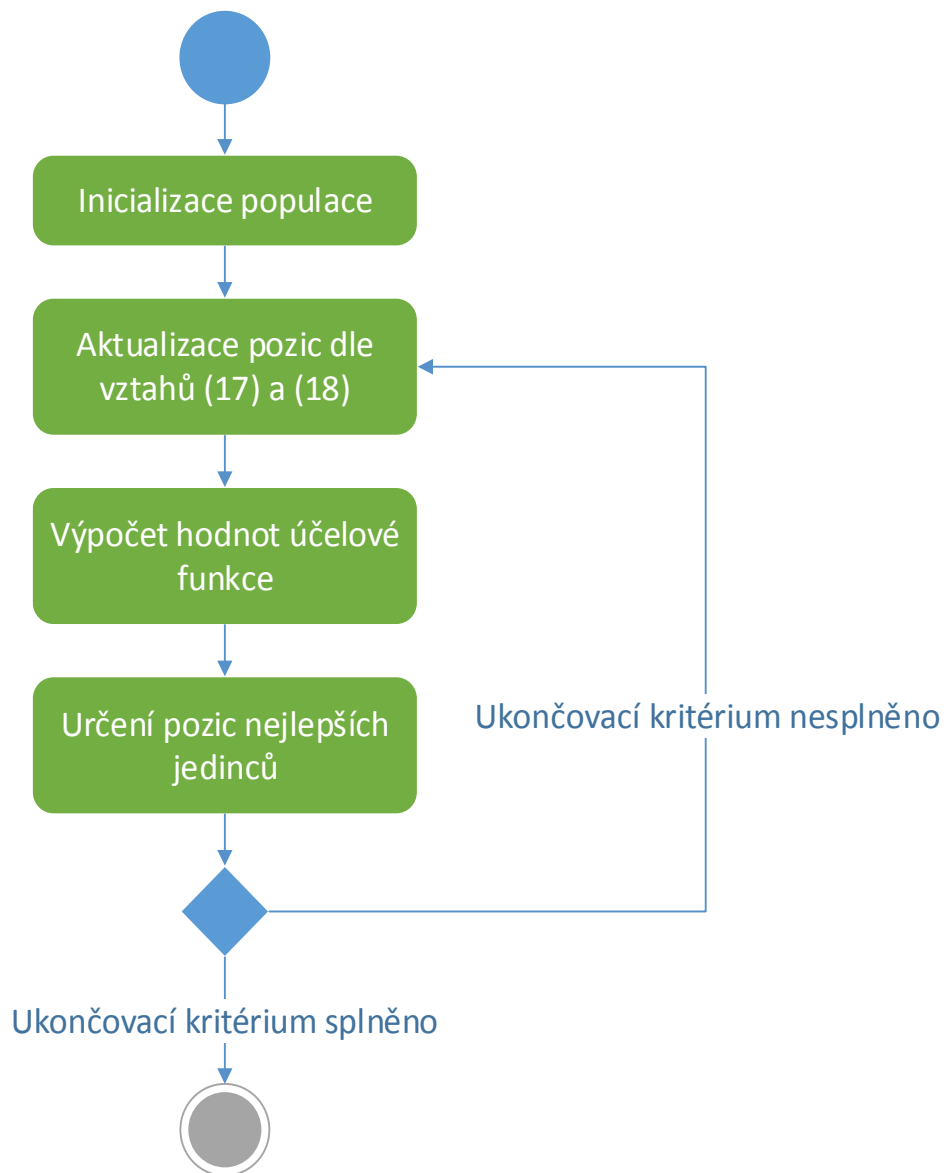 Inicializace populace
Aktualizace pozic dle
vztahů (17) a (18)
Výpočet hodnot účelové
funkce
Určení pozic nejlepších
jedinců
Ukončovací kritérium nesplněno
Ukončovací kritérium splněno